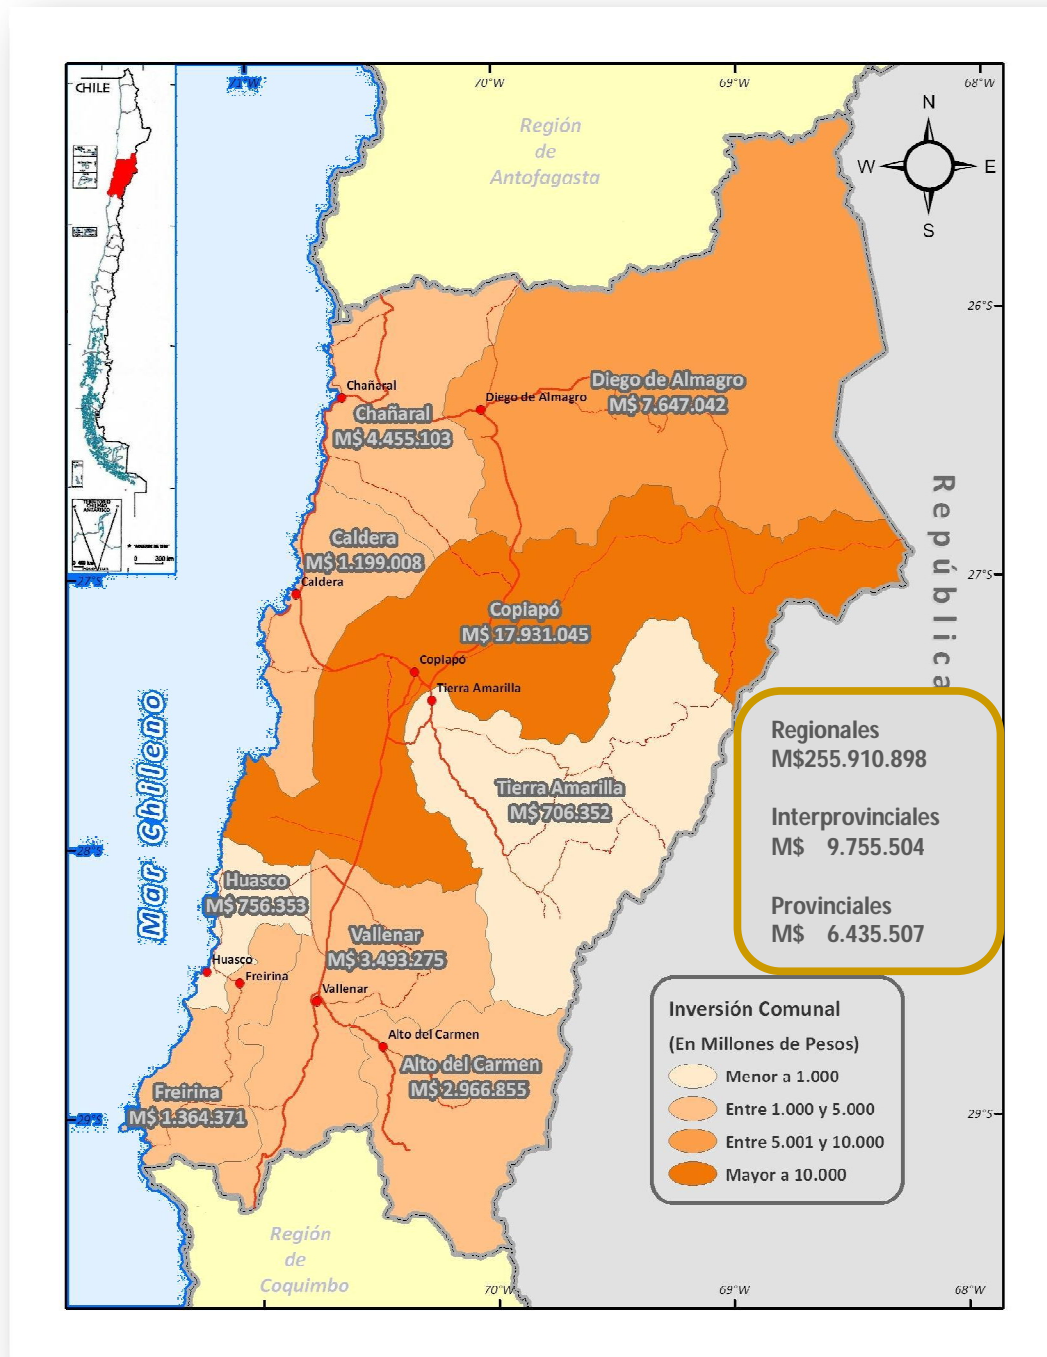 CHILE
TERRITORIO
CHILENO
ANTÁRTICO
71°W
70°W
69°W
68°W
N
W
E
S
Región
de
Antofagasta
26°S
Chañaral
Chañaral
M$ 4.455.103
Diego de Almagro
Diego de Almagro
M$ 7.647.042
República
Caldera
M$ 1.199.008
Caldera
27°S
27°S
Copiapó
M$ 17.931.045
Copiapó
Tierra Amarilla
Mar Chileno
Tierra Amarilla
M$ 706.352
Regionales
M$255.910.898
Interprovinciales
M$ 9.755.504
Provinciales
M$ 6.435.507
28°S
Huasco
M$ 756.353
Vallenar
M$ 3.493.275
Huasco
Freirina
Vallenar
Alto del Carmen
Alto del Carmen
M$ 2.966.855
Freirina
M$ 1.364.371
29°S
29°S
Inversión Comunal
(En Millones de Pesos)
Menor a 1.000
Entre 1.000 y 5.000
Entre 5.001 y 10.000
Mayor a 10.000
Región
de
Coquimbo
70°W
69°W
68°W